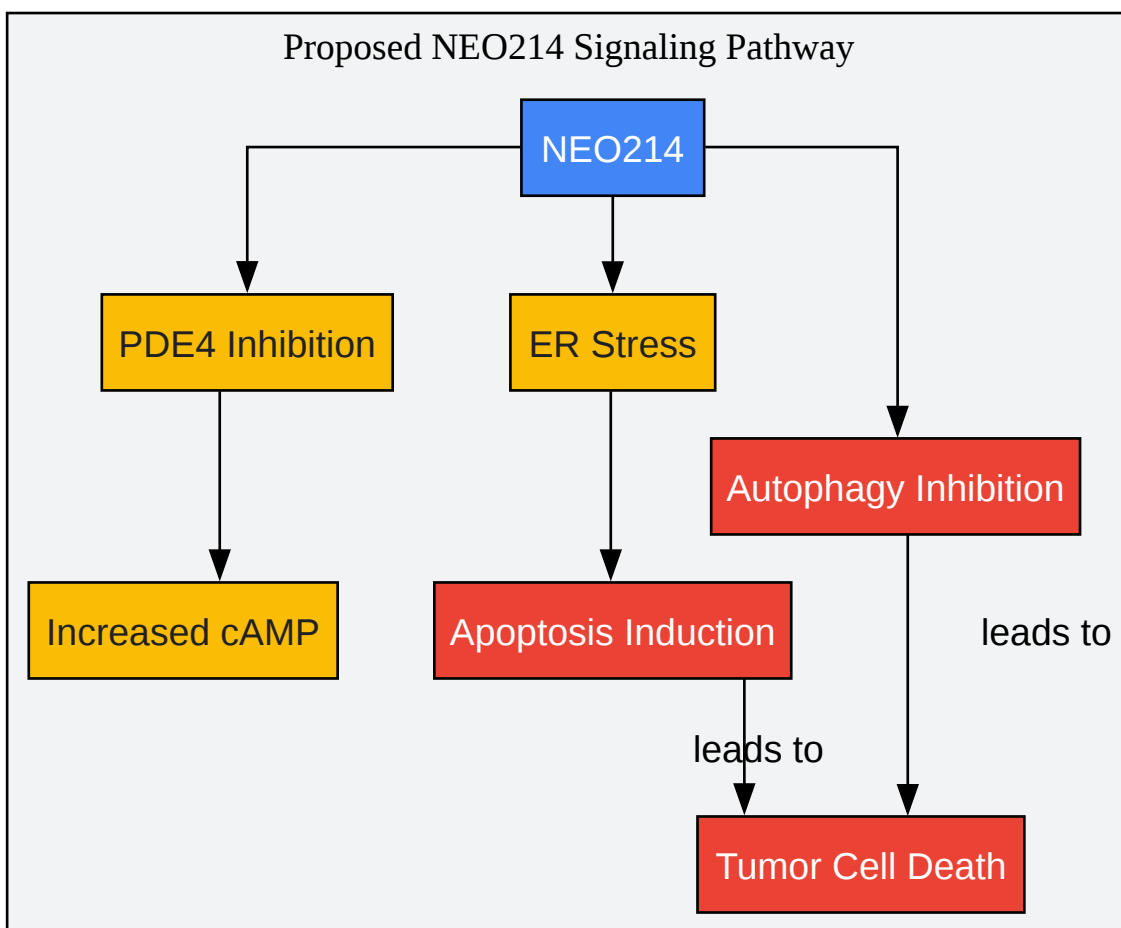 Proposed NEO214 Signaling Pathway
NEO214
PDE4 Inhibition
ER Stress
Autophagy Inhibition
Increased cAMP
Apoptosis Induction
leads to
leads to
Tumor Cell Death